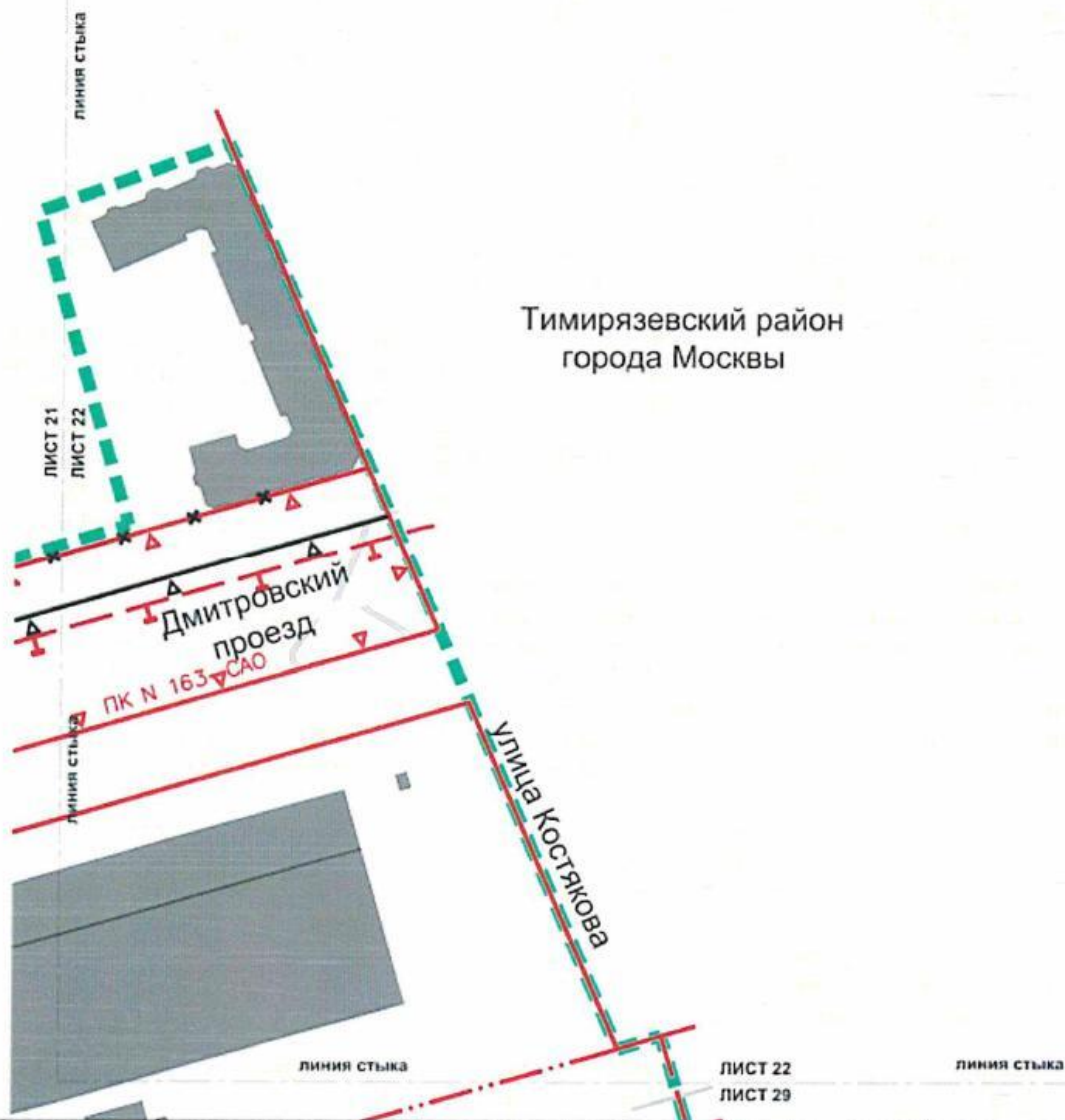 линия стыка
Тимирязевский район
города Москвы
ЛИСТ 21
ЛИСТ 22
Дмитровский
проезд
ПК N 163 САО
линия стыка
улица Костякова
линия стыка
ЛИСТ 22
ЛИСТ 29
линия стыка